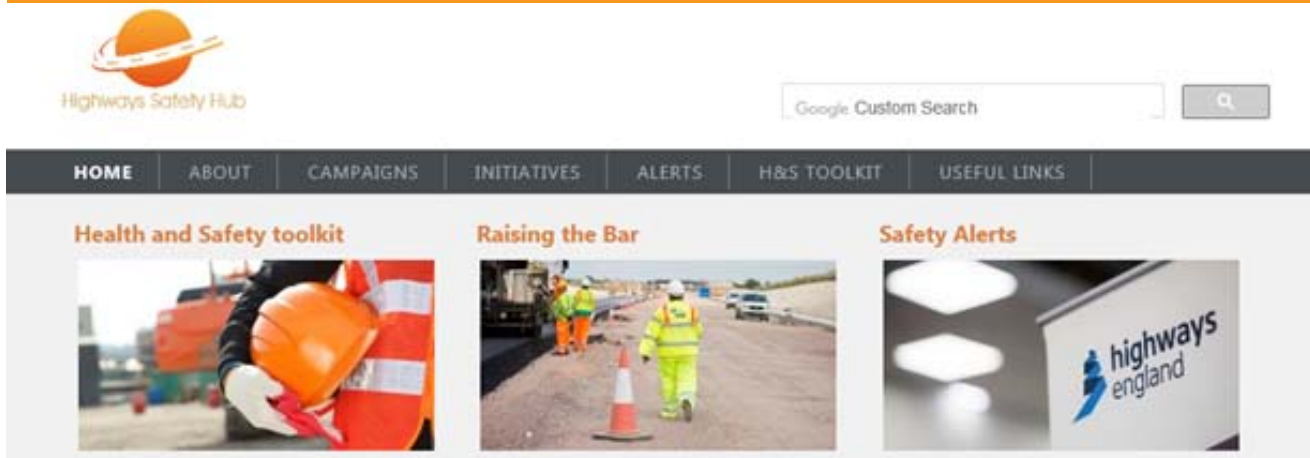 Highways Safety Hub
Google Custom Search
HOME ABOUT CAMPAIGNS INITIATIVES ALERTS H&S TOOLKIT USEFUL LINKS
Health and Safety toolkit Raising the Bar Safety Alerts
highways
england